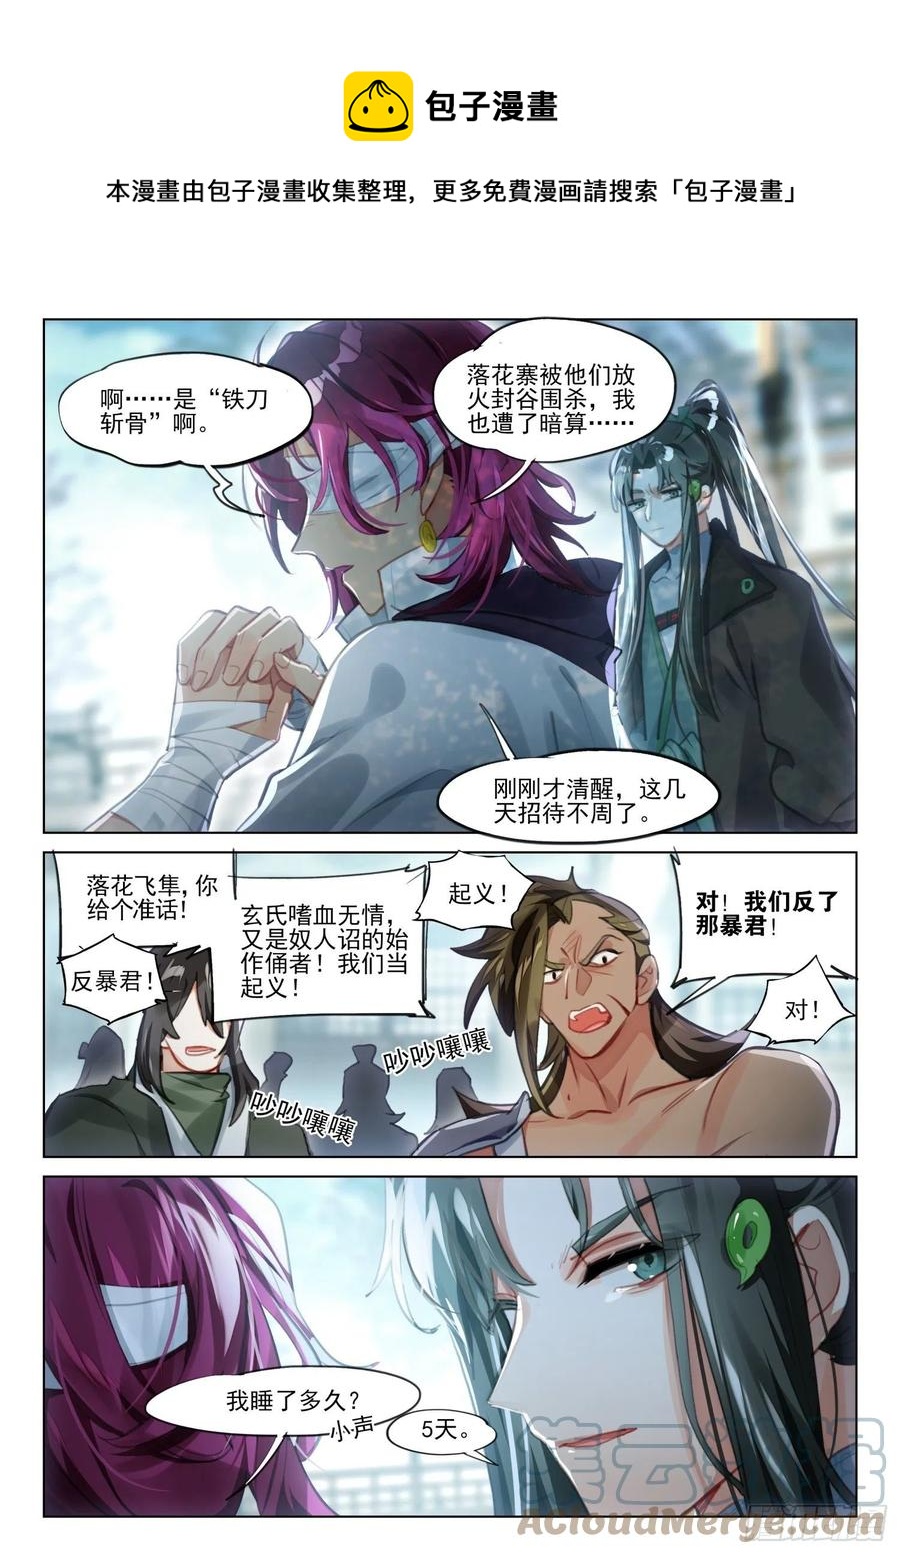 包子漫畫
本漫畫由包子漫畫收集整理，更多免費漫画請搜索「包子漫畫」
啊……是“铁刀
斩骨”啊。
落花寨被他们放
火封谷围杀，我
也遭了暗算……
刚刚才清醒，这几
天招待不周了。
落花飞隼，你
给个准话！
反暴君！
玄氏嗜血无情，
又是奴人诏的始
作俑者！我们当
起义！
起义！
对！我们反了
那暴君！
对！
吵吵嚷嚷
吵吵嚷嚷
我睡了多久？
小声
5天。
AcloudMerge.com